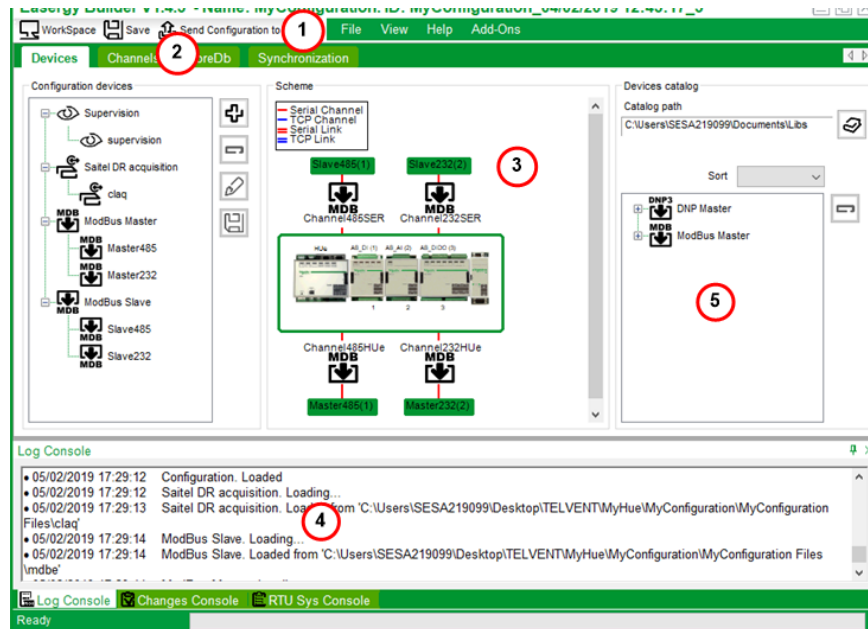 Easergy Builder V1.4.5 - Name: MyConfiguration. ID: MyConfiguration_04/02/2019 12:45:17_5
WorkSpace Save Send Configuration to 1 File View Help Add-Ons
Devices Channels 2 oreDb Synchronization
Configuration devices
Supervision
supervision
Saitel DR acquisition
claq
MDB ModBus Master
MDB Master485
MDB Master232
ModBus Slave MDB
Slave485 MDB
Slave232 MDB
Scheme
Serial Channel
TCP Channel
Serial Link
TCP Link
3
Slave485(1) Slave232(2)
MDB MDB
Channel485SER Channel232SER
HUe AB_DI (1) AB_AI (2) AB_DIDO (3)
1 2 3
Channel485HUe Channel232HUe
MDB MDB
Master485(1) Master232(2)
Devices catalog
Catalog path
C:\Users\SESA219099\Documents\Libs
Sort
DNP3 DNP Master
MDB ModBus Master
5
Log Console
• 05/02/2019 17:29:12 Configuration. Loaded
• 05/02/2019 17:29:12 Saitel DR acquisition. Loading...
• 05/02/2019 17:29:13 Saitel DR acquisition. Loaded from 'C:\Users\SESA219099\Desktop\TELVENT\MyHue\MyConfiguration\MyConfiguration
Files\claq'
4
• 05/02/2019 17:29:14 ModBus Slave. Loading...
• 05/02/2019 17:29:14 ModBus Slave. Loaded from 'C:\Users\SESA219099\Desktop\TELVENT\MyHue\MyConfiguration\MyConfiguration Files
\mdbe'
Log Console Changes Console RTU Sys Console
Ready